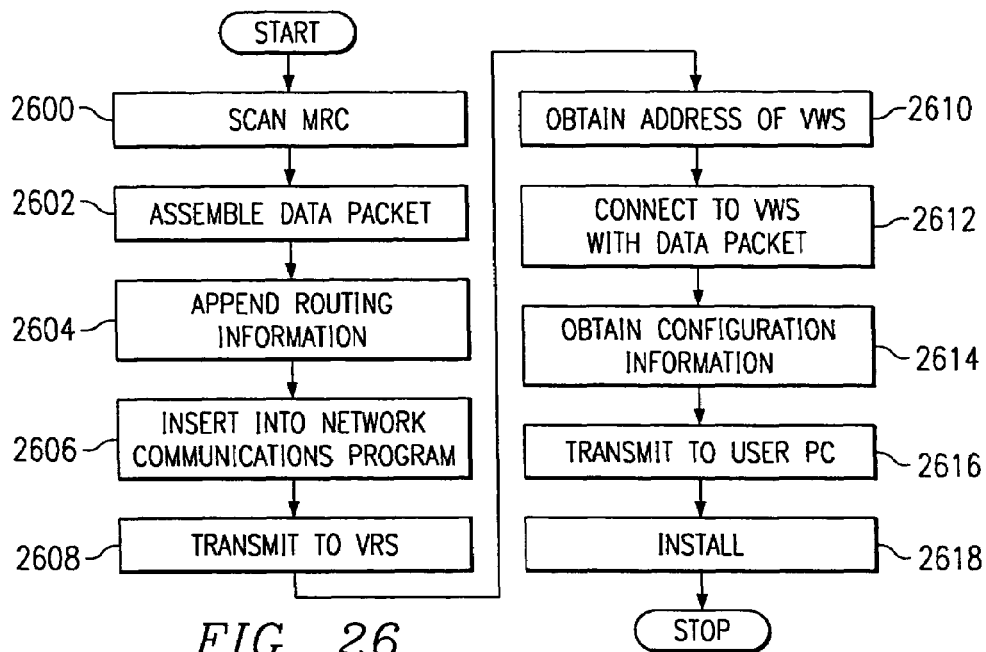 START
2600
SCAN MRC
2602
ASSEMBLE DATA PACKET
2604
APPEND ROUTING
INFORMATION
2606
INSERT INTO NETWORK
COMMUNICATIONS PROGRAM
2608
TRANSMIT TO VRS
OBTAIN ADDRESS OF VWS
2610
CONNECT TO VWS
WITH DATA PACKET
2612
OBTAIN CONFIGURATION
INFORMATION
2614
TRANSMIT TO USER PC
2616
INSTALL
2618
STOP
FIG. 26